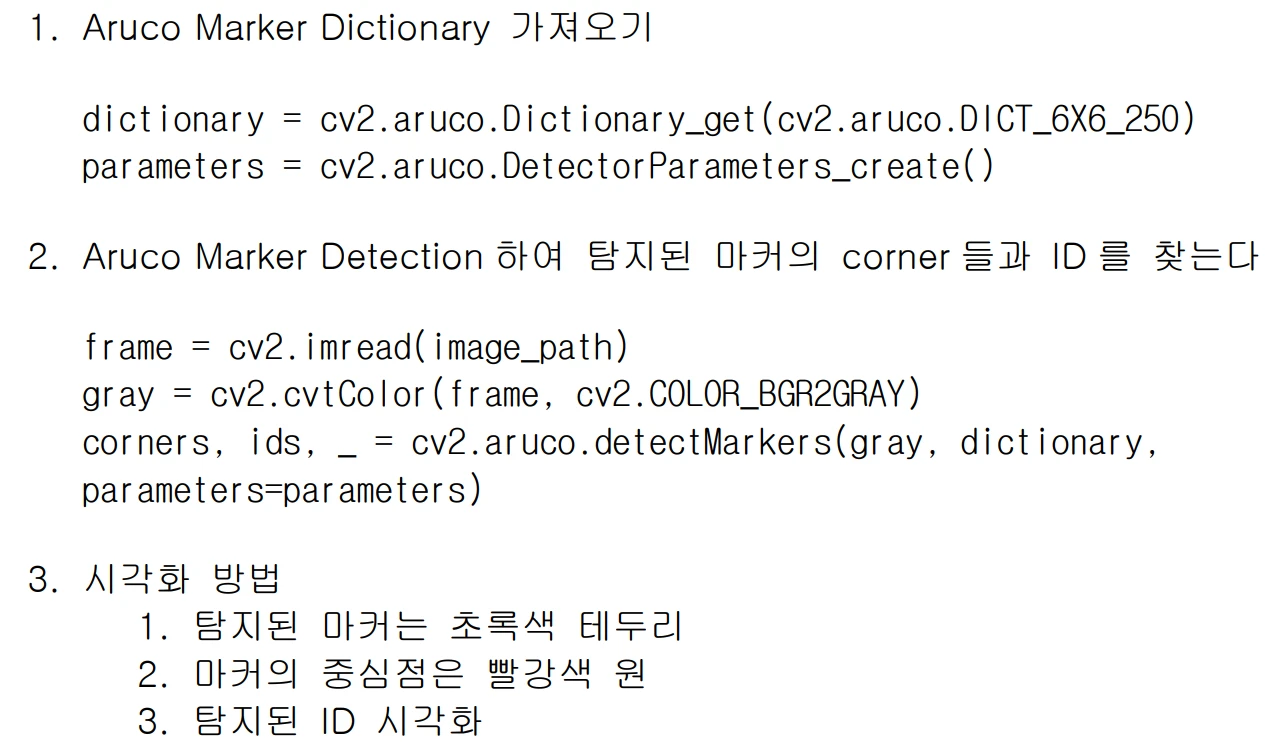 1. Aruco Marker Dictionary 가져오기
dictionary = cv2.aruco.Dictionary_get(cv2.aruco.DICT_6X6_250)
parameters = cv2.aruco.DetectorParameters_create()
2. Aruco Marker Detection 하여 탐지된 마커의 corner 들과 ID 를 찾는다
frame = cv2.imread(image_path)
gray = cv2.cvtColor(frame, cv2.COLOR_BGR2GRAY)
corners, ids, _ = cv2.aruco.detectMarkers(gray, dictionary,
parameters=parameters)
3. 시각화 방법
1. 탐지된 마커는 초록색 테두리
2. 마커의 중심점은 빨강색 원
3. 탐지된 ID 시각화